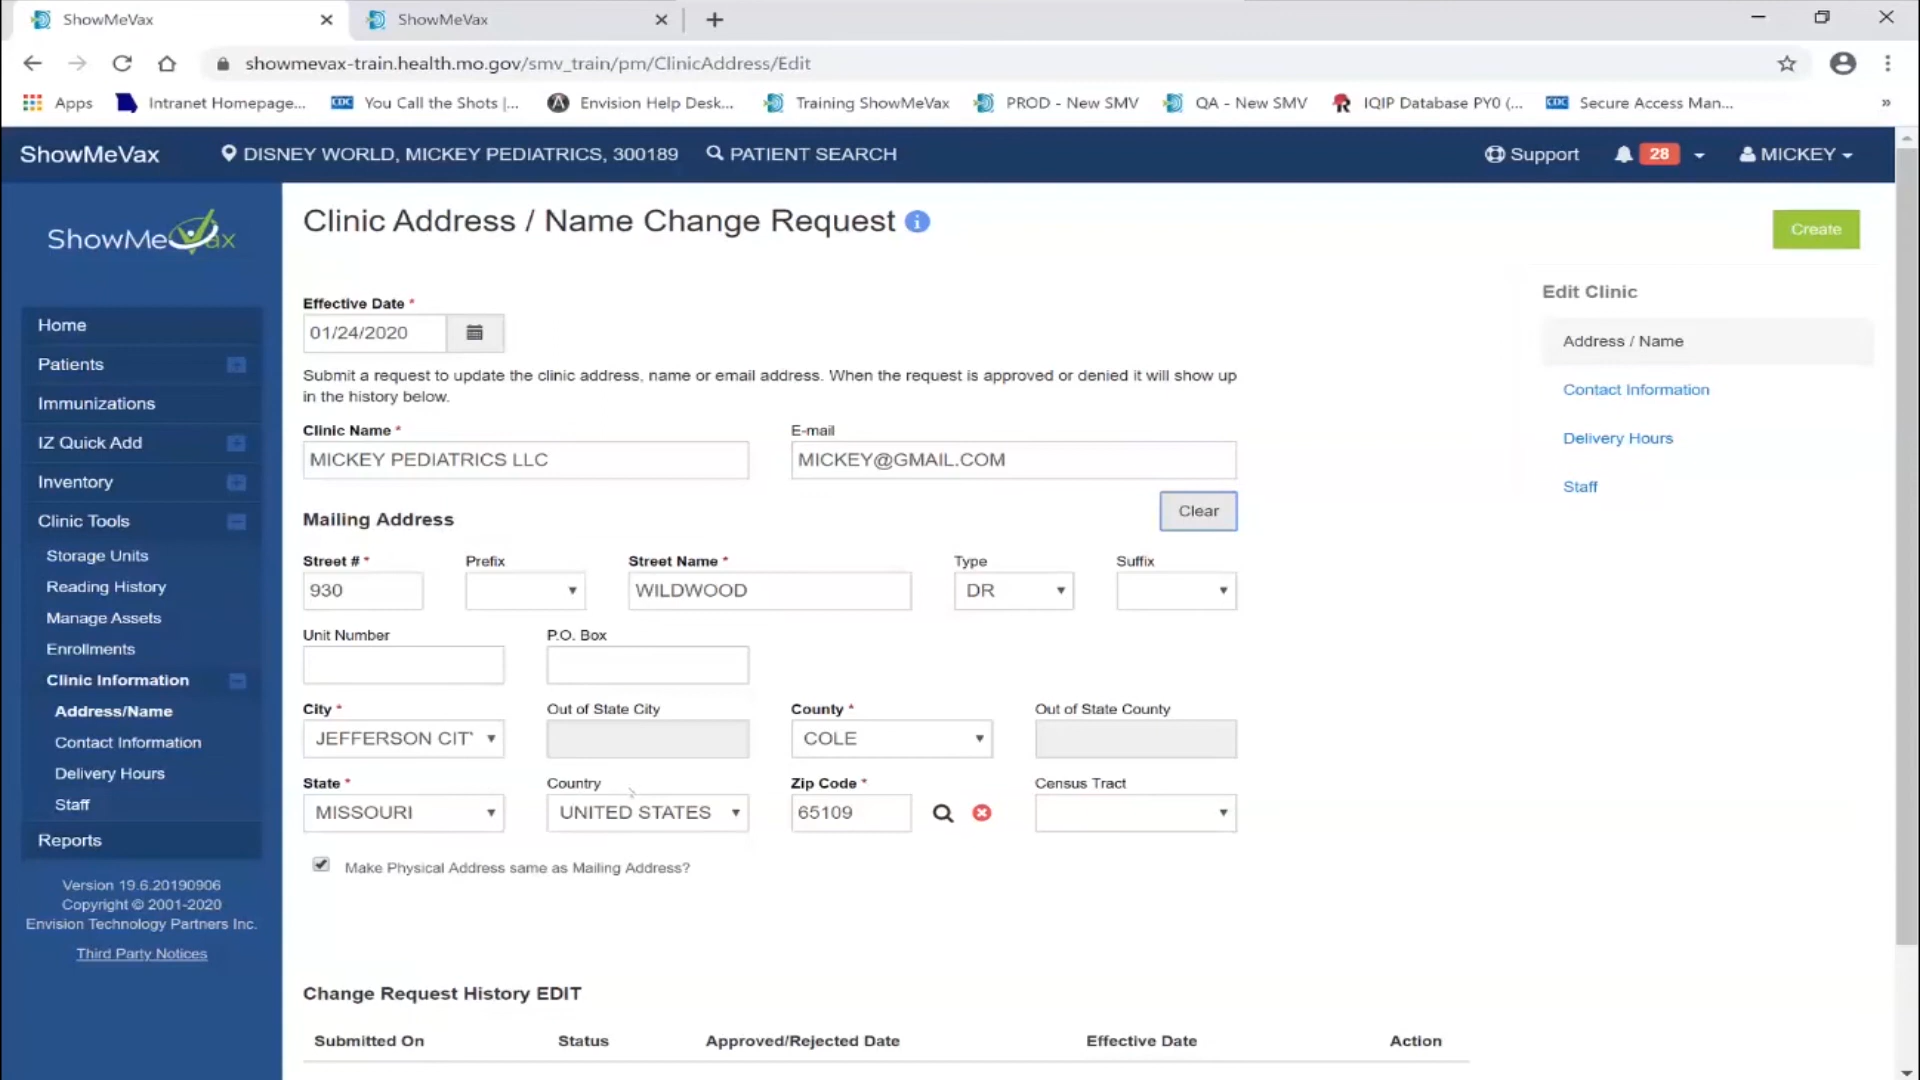 ShowMeVax
ShowMeVax
showmevax-train.health.mo.gov/smv_train/pm/ClinicAddress/Edit
Apps
Intranet Homepage...
CDC
You Call the Shots |...
Envision Help Desk...
Training ShowMeVax
PROD - New SMV
QA - New SMV
IQIP Database PY0 (...
CDC
Secure Access Man...
»
ShowMeVax
DISNEY WORLD, MICKEY PEDIATRICS, 300189
PATIENT SEARCH
Support
28
MICKEY
ShowMeVax
Home
Patients
Immunizations
IZ Quick Add
Inventory
Clinic Tools
Storage Units
Reading History
Manage Assets
Enrollments
Clinic Information
Address/Name
Contact Information
Delivery Hours
Staff
Reports
Version 19.6.20190906
Copyright © 2001-2020
Envision Technology Partners Inc.
Third Party Notices
Clinic Address / Name Change Request
Create
Effective Date *
01/24/2020
Submit a request to update the clinic address, name or email address. When the request is approved or denied it will show up
in the history below.
Clinic Name *
E-mail
MICKEY PEDIATRICS LLC
MICKEY@GMAIL.COM
Mailing Address
Clear
Street # *
Prefix
Street Name *
Type
Suffix
930
WILDWOOD
DR
Unit Number
P.O. Box
City *
Out of State City
County *
Out of State County
JEFFERSON CIT
COLE
State *
Country
Zip Code *
Census Tract
MISSOURI
UNITED STATES
65109
Make Physical Address same as Mailing Address?
Change Request History EDIT
Submitted On
Status
Approved/Rejected Date
Effective Date
Action
Edit Clinic
Address / Name
Contact Information
Delivery Hours
Staff